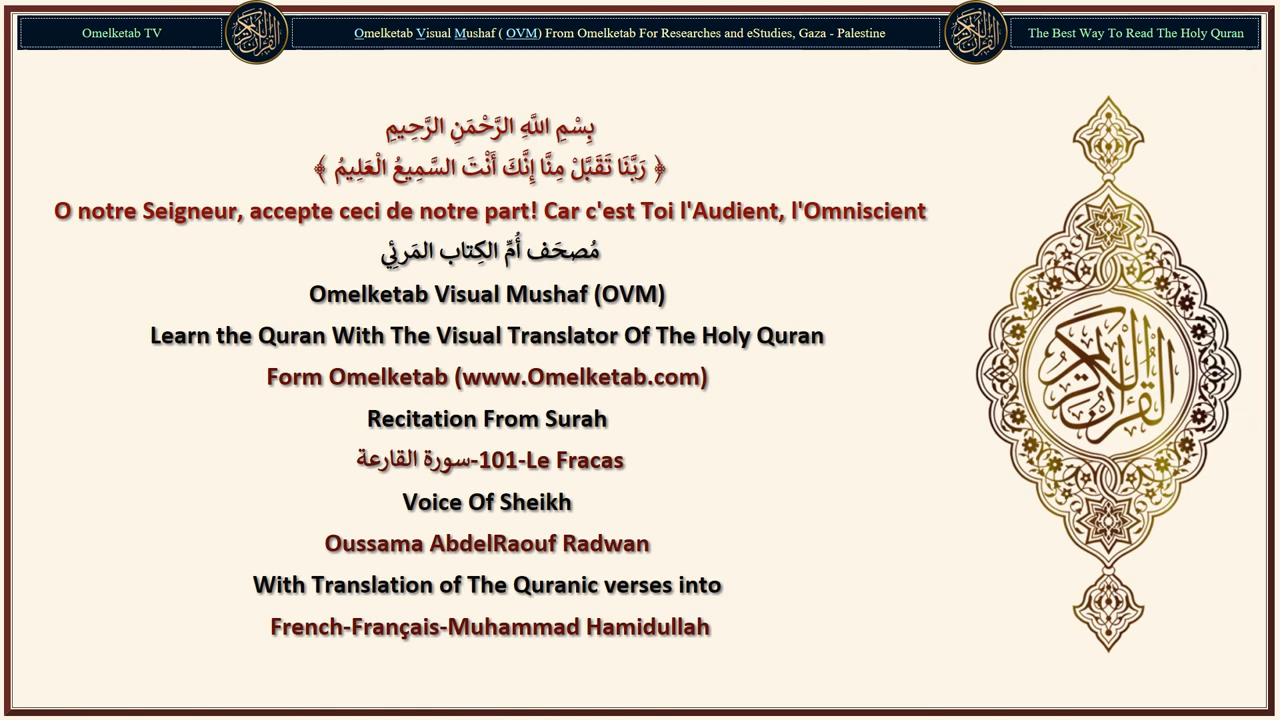 Omelketab TV
Omelketab Visual Mushaf ( OVM) From Omelketab For Researches and eStudies, Gaza - Palestine
The Best Way To Read The Holy Quran
بِسْمِ اللَّهِ الرَّحْمَنِ الرَّحِيمِ
﴿ رَبَّنَا تَقَبَّلْ مِنَّا إِنَّكَ أَنْتَ السَّمِيعُ الْعَلِيمُ ﴾
O notre Seigneur, accepte ceci de notre part! Car c'est Toi l'Audient, l'Omniscient
مُصحَف أُمِّ الكِتاب المَرئِي
Omelketab Visual Mushaf (OVM)
Learn the Quran With The Visual Translator Of The Holy Quran
Form Omelketab (www.Omelketab.com)
Recitation From Surah
سورة القارعة-101-Le Fracas
Voice Of Sheikh
Oussama AbdelRaouf Radwan
With Translation of The Quranic verses into
French-Français-Muhammad Hamidullah
القرآن الكريم